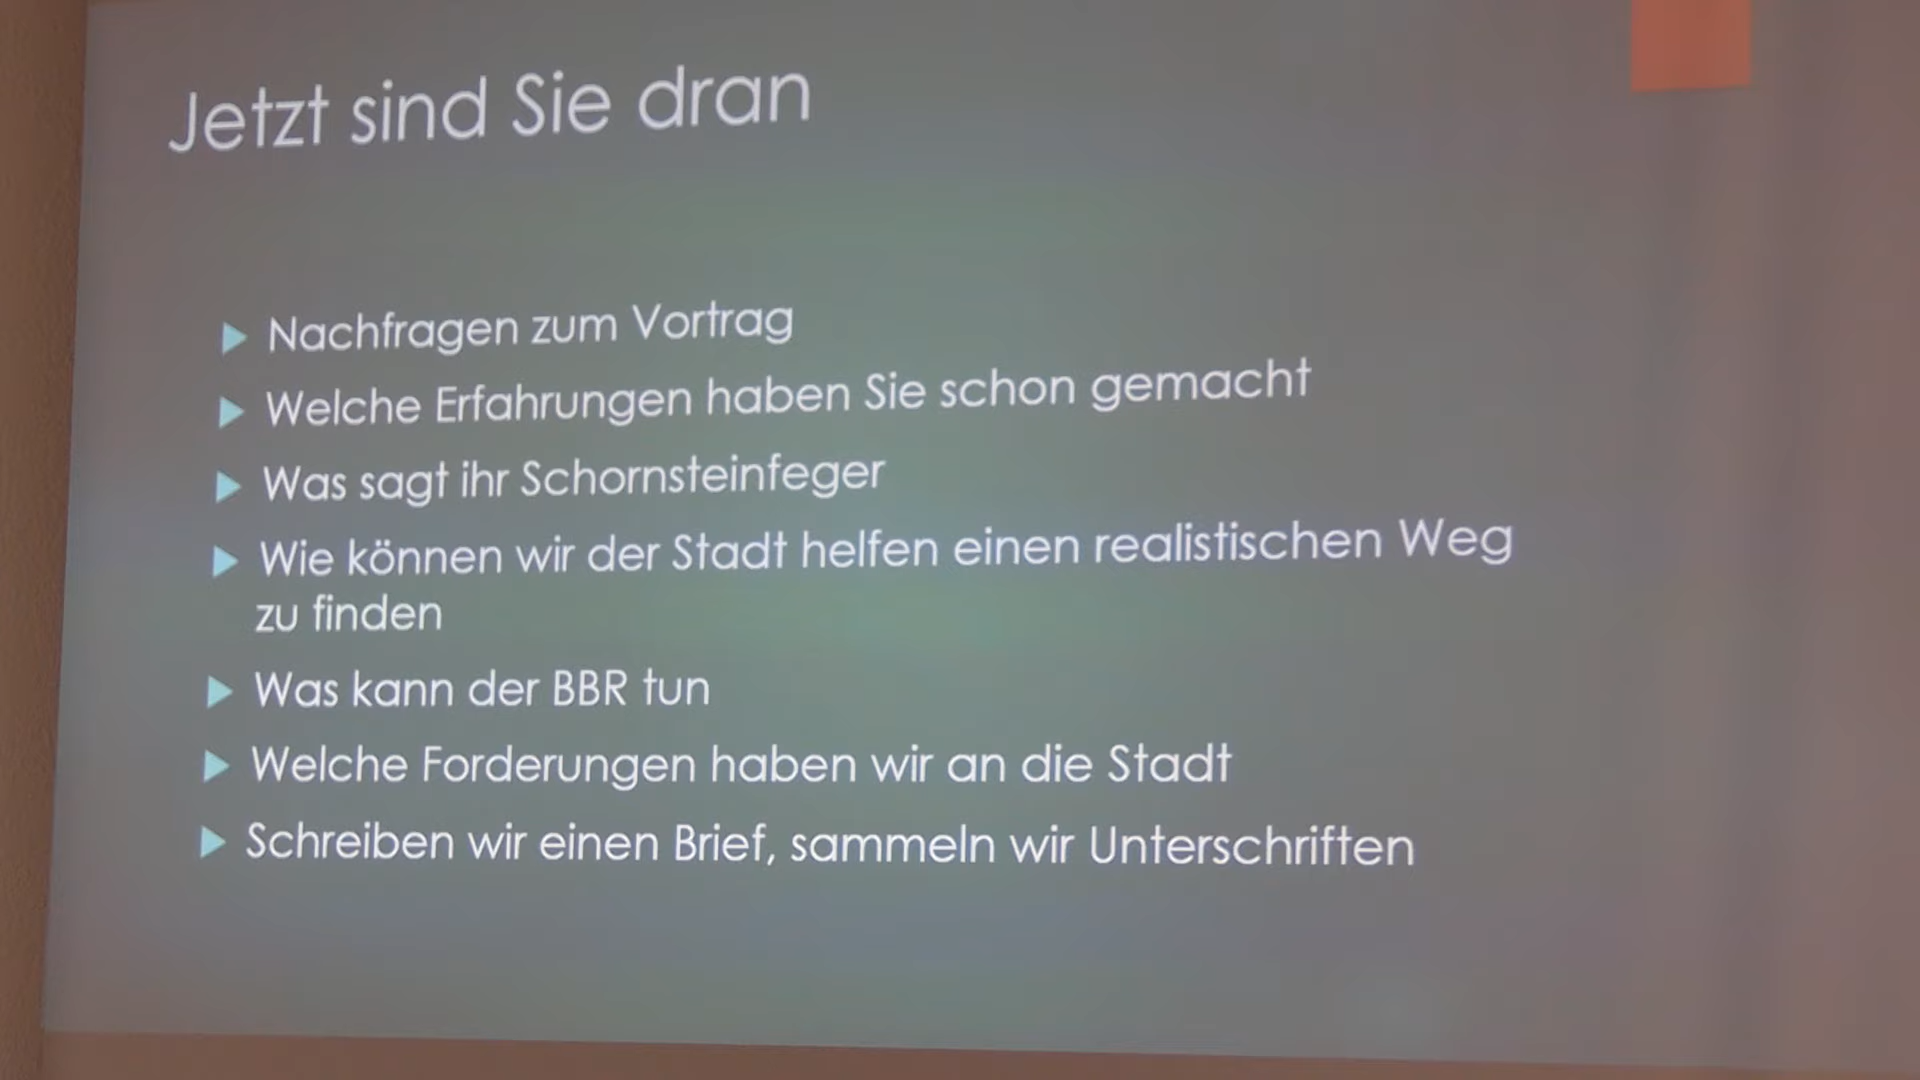 Jetzt sind Sie dran
Nachfragen zum Vortrag
Welche Erfahrungen haben Sie schon gemacht
Was sagt ihr Schornsteinfeger
Wie können wir der Stadt helfen einen realistischen Weg
zu finden
Was kann der BBR tun
Welche Forderungen haben wir an die Stadt
Schreiben wir einen Brief, sammeln wir Unterschriften